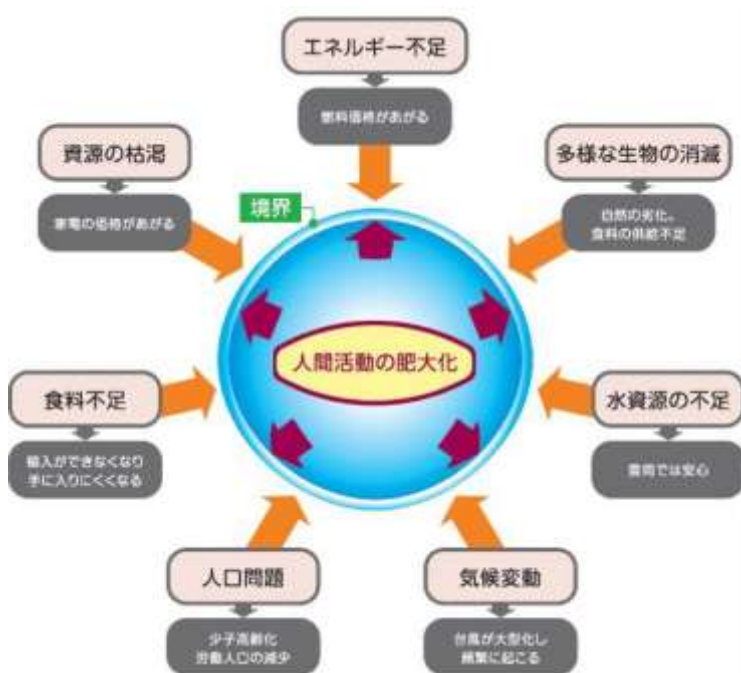 エネルギー不足
燃料価格があがる
資源の枯渇
家電の価格があがる
多様な生物の消滅
自然の劣化。
食料の供給不足
境界
人間活動の肥大化
食料不足
輸入ができなくなり
手に入りにくくなる
水資源の不足
では安心
人口問題
少子高齢化
労働人口の減少
気候変動
台風が大型化し
頻繁に起こる